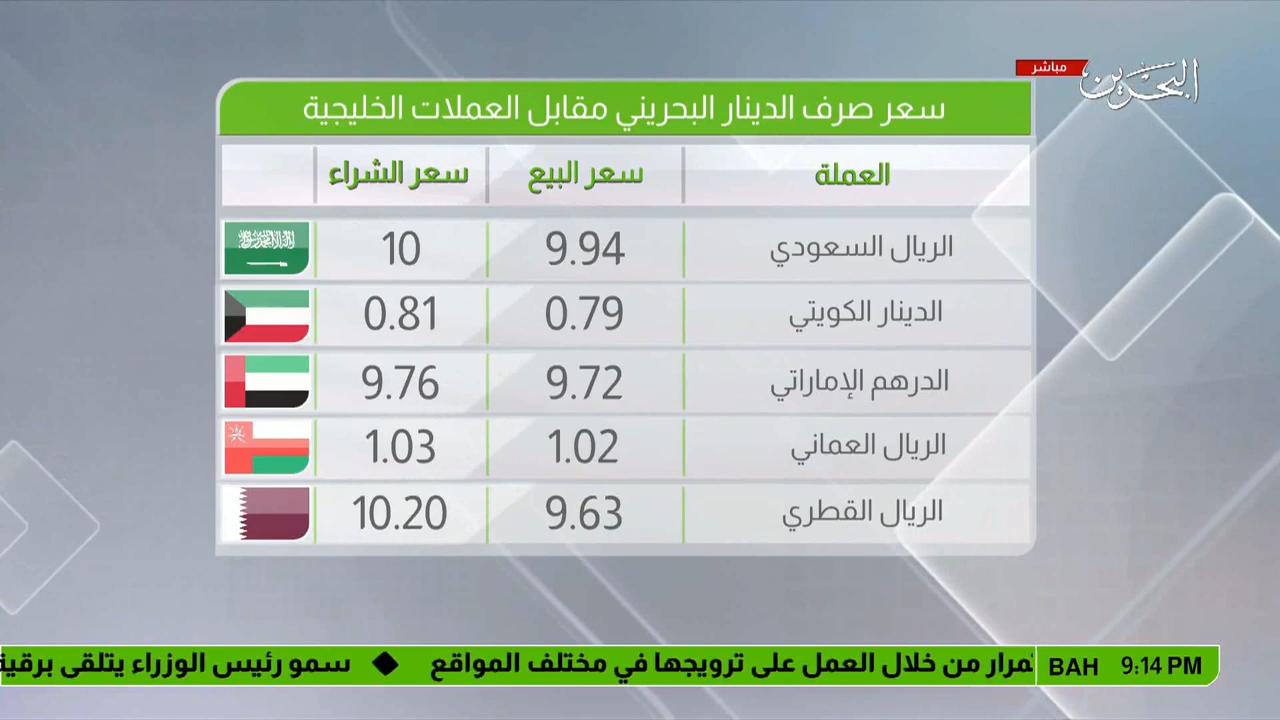 البحرين
مباشر
سعر صرف الدينار البحريني مقابل العملات الخليجية
العملة سعر البيع سعر الشراء
الريال السعودي 9.94 10
الدينار الكويتي 0.79 0.81
الدرهم الإماراتي 9.72 9.76
الريال العماني 1.02 1.03
الريال القطري 9.63 10.20
BAH 9:14 PM
من خلال العمل على ترويجها في مختلف المواقع ◆ سمو رئيس الوزراء يتلقى